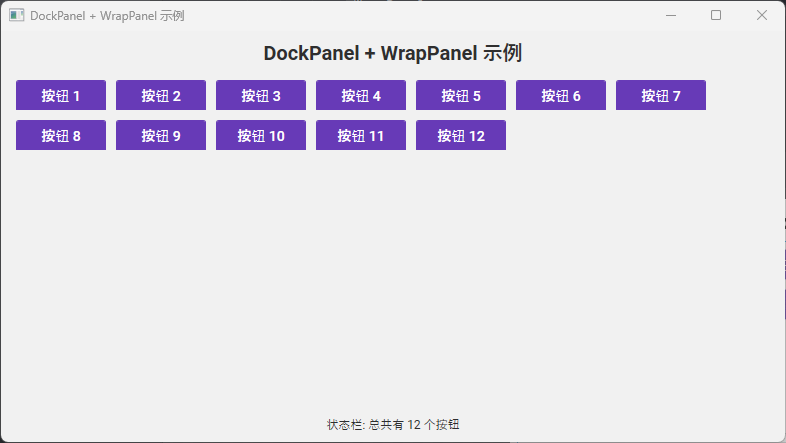 DockPanel + WrapPanel 示例
DockPanel + WrapPanel 示例
按钮 1 按钮 2 按钮 3 按钮 4 按钮 5 按钮 6 按钮 7
按钮 8 按钮 9 按钮 10 按钮 11 按钮 12
状态栏: 总共有 12 个按钮